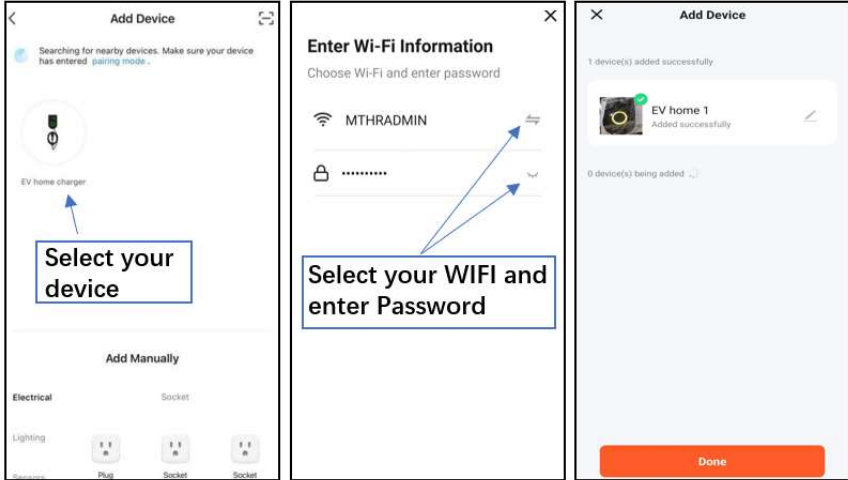 Add Device
Searching for nearby devices. Make sure your device
has entered pairing mode .
EV home charger
Select your
device
Add Manually
Electrical
Socket
Lighting
Plug
Socket
Socket
Sensors
Enter Wi-Fi Information
Choose Wi-Fi and enter password
MTHRADMIN
••••••••••
Select your WIFI and
enter Password
Add Device
1 device(s) added successfully
EV home 1
Added successfully
0 device(s) being added
Done